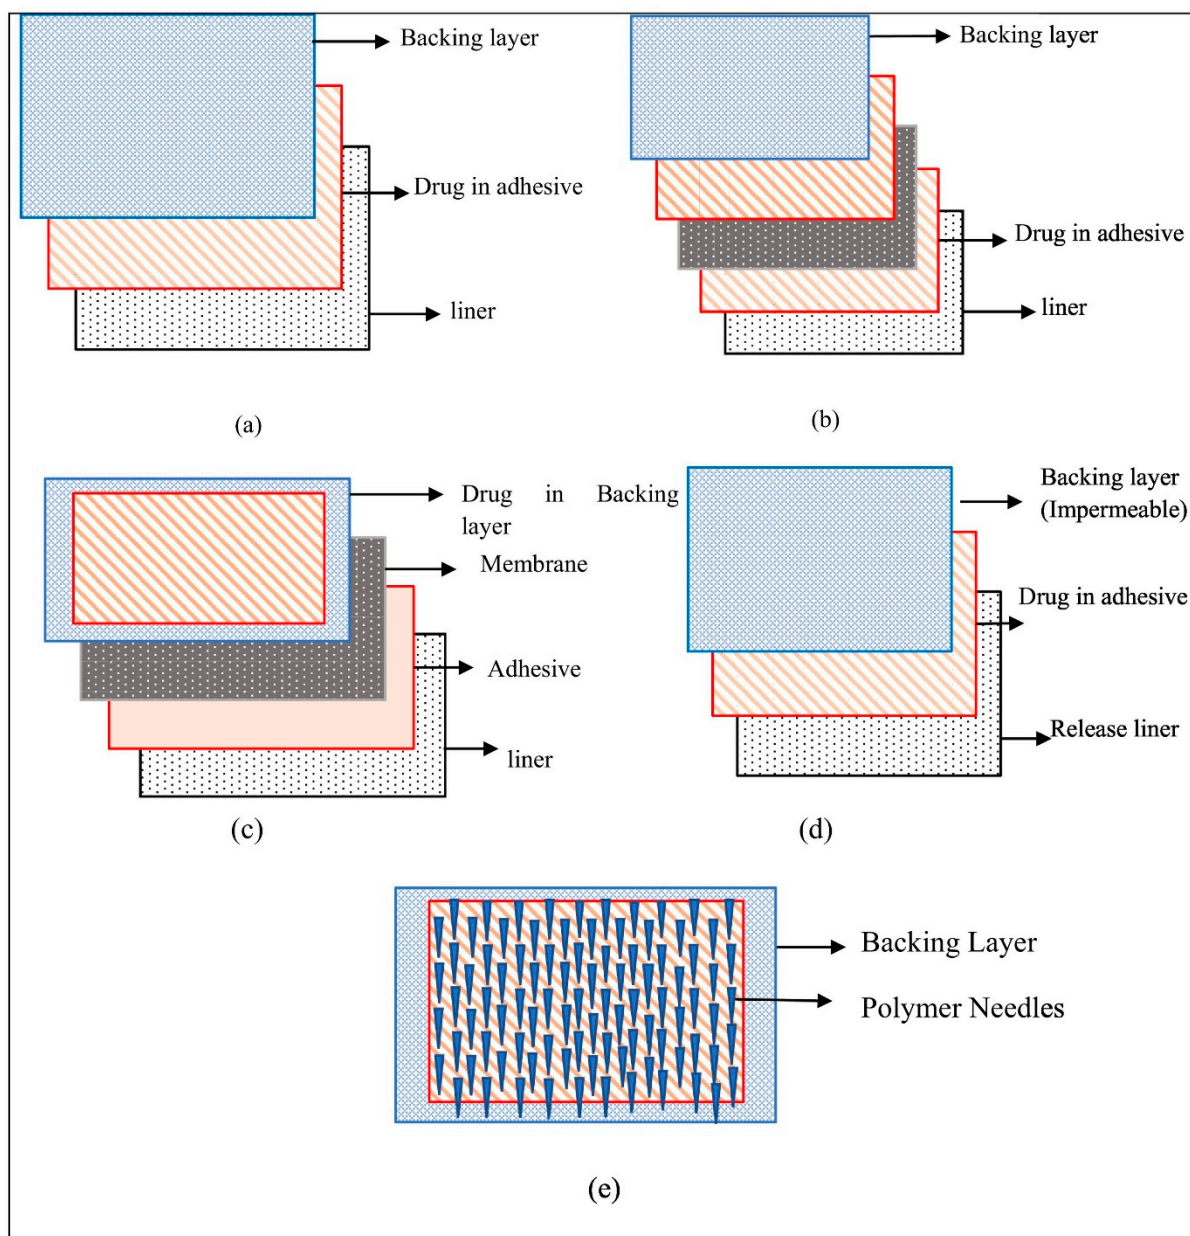 Backing layer
Drug in adhesive
liner
(a)
Backing layer
Drug in adhesive
liner
(b)
Drug in Backing
layer
Membrane
Adhesive
liner
(c)
Backing layer
(Impermeable)
Drug in adhesive
Release liner
(d)
Backing Layer
Polymer Needles
(e)